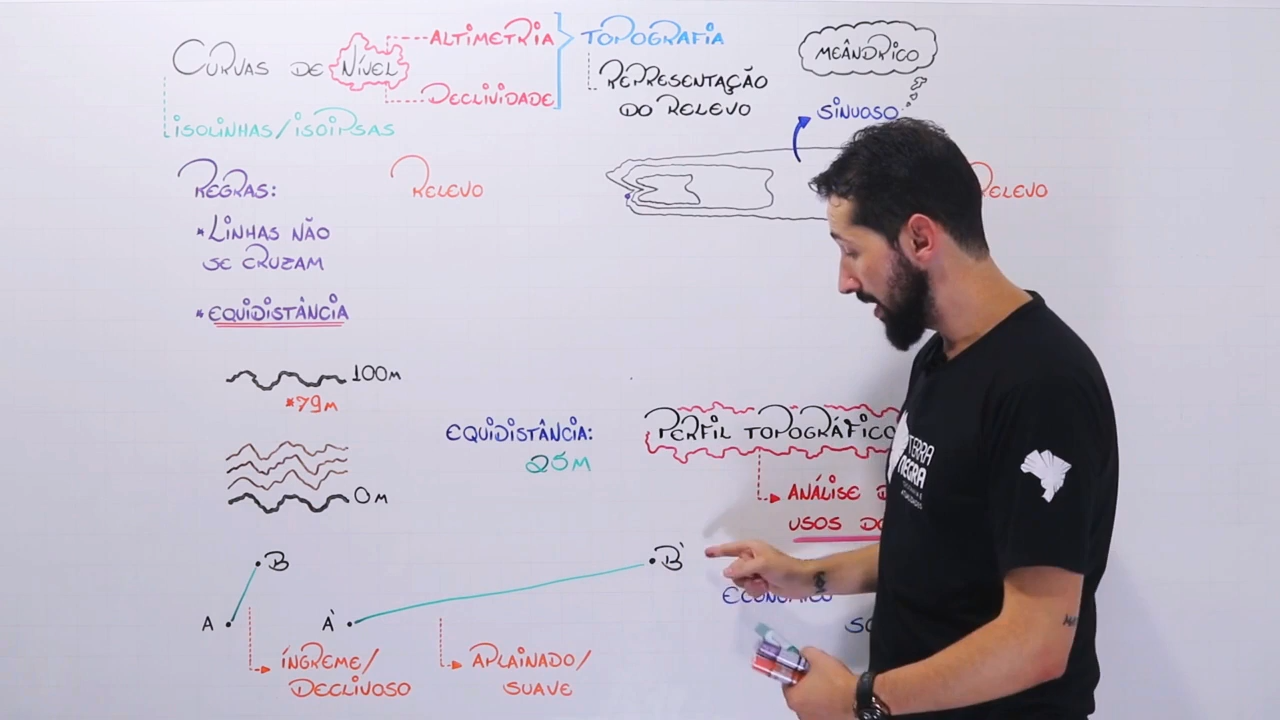 CURVAS DE NÍVEL
ALTIMETRIA
DECLIVIDADE
TOPOGRAFIA
REPRESENTAÇÃO
DO RELEVO
MEÂNDRICO
SINUOSO
ISOLINHAS/ISOIPSAS
REGRAS:
*LINHAS NÃO
SE CRUZAM
*EQUIDISTÂNCIA
RELEVO
RELEVO
100M
*79M
0M
EQUIDISTÂNCIA:
25M
PERFIL TOPOGRÁFICO
ANÁLISE
USOS
A
B
À
B̀
ÍNGREME/
DECLIVOSO
APLAINADO/
SUAVE
TERRA
NEGRA